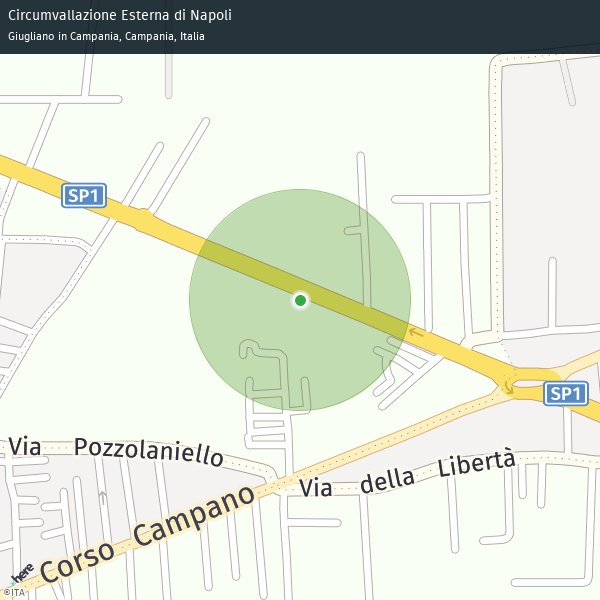 Circumvallazione Esterna di Napoli
Giugliano in Campania, Campania, Italia
SP1
SP1
Via Pozzolaniello
Via della Libertà
Corso Campano
here
©ITA